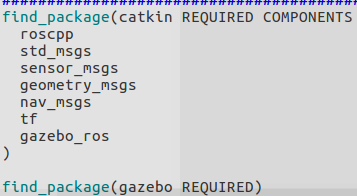 find_package(catkin REQUIRED COMPONENTS
  roscpp
  std_msgs
  sensor_msgs
  geometry_msgs
  nav_msgs
  tf
  gazebo_ros
)
find_package(gazebo REQUIRED)